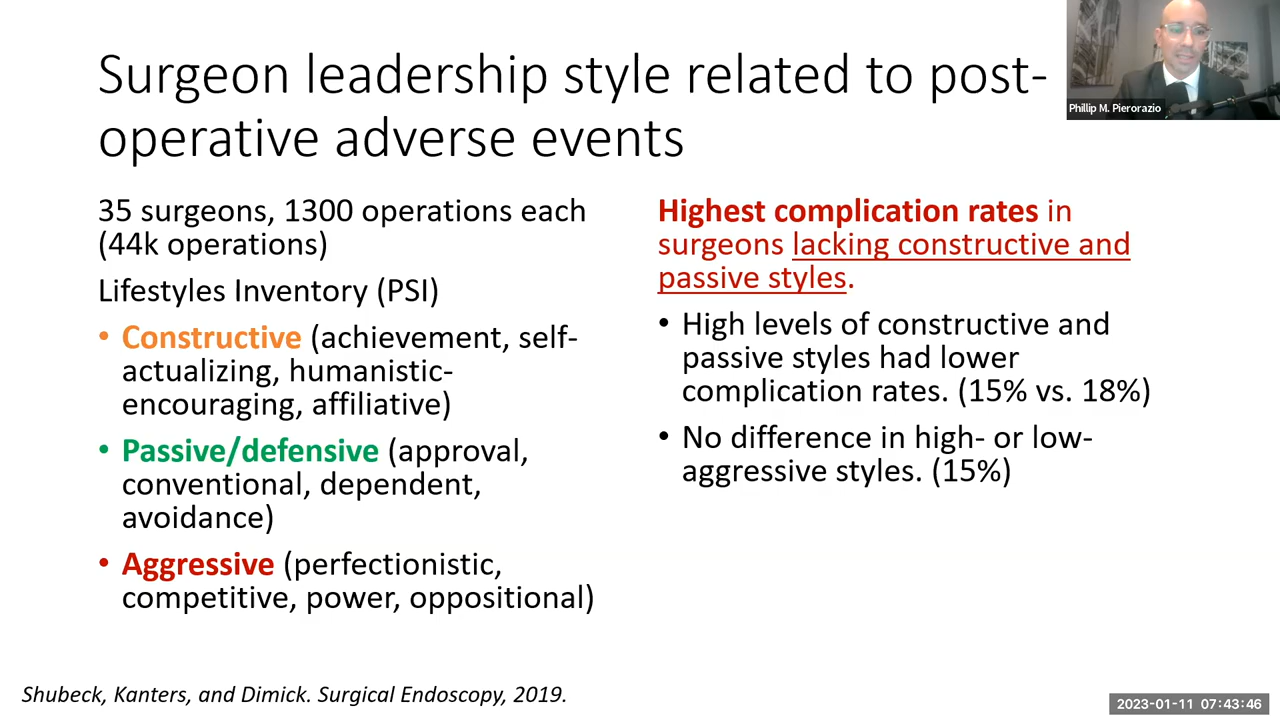 Surgeon leadership style related to post-
operative adverse events
Phillip M. Pierorazio
35 surgeons, 1300 operations each
(44k operations)
Lifestyles Inventory (PSI)
• Constructive (achievement, self-
actualizing, humanistic-
encouraging, affiliative)
• Passive/defensive (approval,
conventional, dependent,
avoidance)
• Aggressive (perfectionistic,
competitive, power, oppositional)
Highest complication rates in
surgeons lacking constructive and
passive styles.
• High levels of constructive and
passive styles had lower
complication rates. (15% vs. 18%)
• No difference in high- or low-
aggressive styles. (15%)
Shubeck, Kanters, and Dimick. Surgical Endoscopy, 2019.
2023-01-11 07:43:46